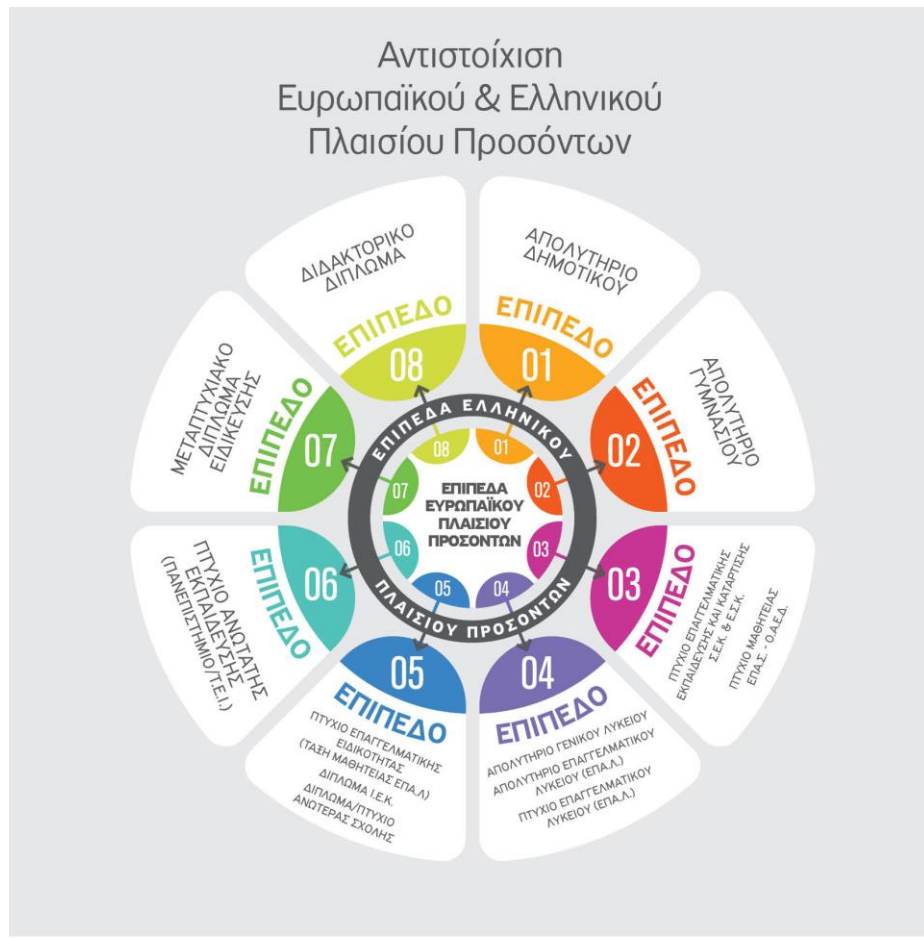 Αντιστοίχιση
Ευρωπαϊκού & Ελληνικού
Πλαισίου Προσόντων
ΑΠΟΛΥΤΗΡΙΟ
ΔΗΜΟΤΙΚΟΥ
ΕΠΙΠΕΔΟ
01
ΑΠΟΛΥΤΗΡΙΟ
ΓΥΜΝΑΣΙΟΥ
ΕΠΙΠΕΔΟ
02
ΠΤΥΧΙΟ ΕΠΑΓΓΕΛΜΑΤΙΚΗΣ
ΕΚΠΑΙΔΕΥΣΗΣ ΚΑΙ ΚΑΤΑΡΤΙΣΗΣ
Σ.Ε.Κ. & Ε.Σ.Κ.
ΠΤΥΧΙΟ ΜΑΘΗΤΕΙΑΣ
ΕΠΑ.Σ. - Ο.Α.Ε.Δ.
ΕΠΙΠΕΔΟ
03
04
ΕΠΙΠΕΔΟ
ΑΠΟΛΥΤΗΡΙΟ ΓΕΝΙΚΟΥ ΛΥΚΕΙΟΥ
ΑΠΟΛΥΤΗΡΙΟ ΕΠΑΓΓΕΛΜΑΤΙΚΟΥ
ΛΥΚΕΙΟΥ (ΕΠΑ.Λ.)
ΠΤΥΧΙΟ ΕΠΑΓΓΕΛΜΑΤΙΚΟΥ
ΛΥΚΕΙΟΥ (ΕΠΑ.Λ.)
05
ΕΠΙΠΕΔΟ
ΠΤΥΧΙΟ ΕΠΑΓΓΕΛΜΑΤΙΚΗΣ
ΕΙΔΙΚΟΤΗΤΑΣ
(ΤΑΞΗ ΜΑΘΗΤΕΙΑΣ ΕΠΑ.Λ)
ΔΙΠΛΩΜΑ Ι.Ε.Κ.
ΔΙΠΛΩΜΑ/ΠΤΥΧΙΟ
ΑΝΩΤΕΡΑΣ ΣΧΟΛΗΣ
ΠΤΥΧΙΟ ΑΝΩΤΑΤΗΣ
ΕΚΠΑΙΔΕΥΣΗΣ
(ΠΑΝΕΠΙΣΤΗΜΙΟ/Τ.Ε.Ι.)
ΕΠΙΠΕΔΟ
06
ΜΕΤΑΠΤΥΧΙΑΚΟ
ΔΙΠΛΩΜΑ
ΕΙΔΙΚΕΥΣΗΣ
ΕΠΙΠΕΔΟ
07
ΔΙΔΑΚΤΟΡΙΚΟ
ΔΙΠΛΩΜΑ
ΕΠΙΠΕΔΟ
08
ΕΠΙΠΕΔΑ ΕΛΛΗΝΙΚΟΥ
ΠΛΑΙΣΙΟΥ ΠΡΟΣΟΝΤΩΝ
01
02
03
04
05
06
07
08
ΕΠΙΠΕΔΑ
ΕΥΡΩΠΑΪΚΟΥ
ΠΛΑΙΣΙΟΥ
ΠΡΟΣΟΝΤΩΝ